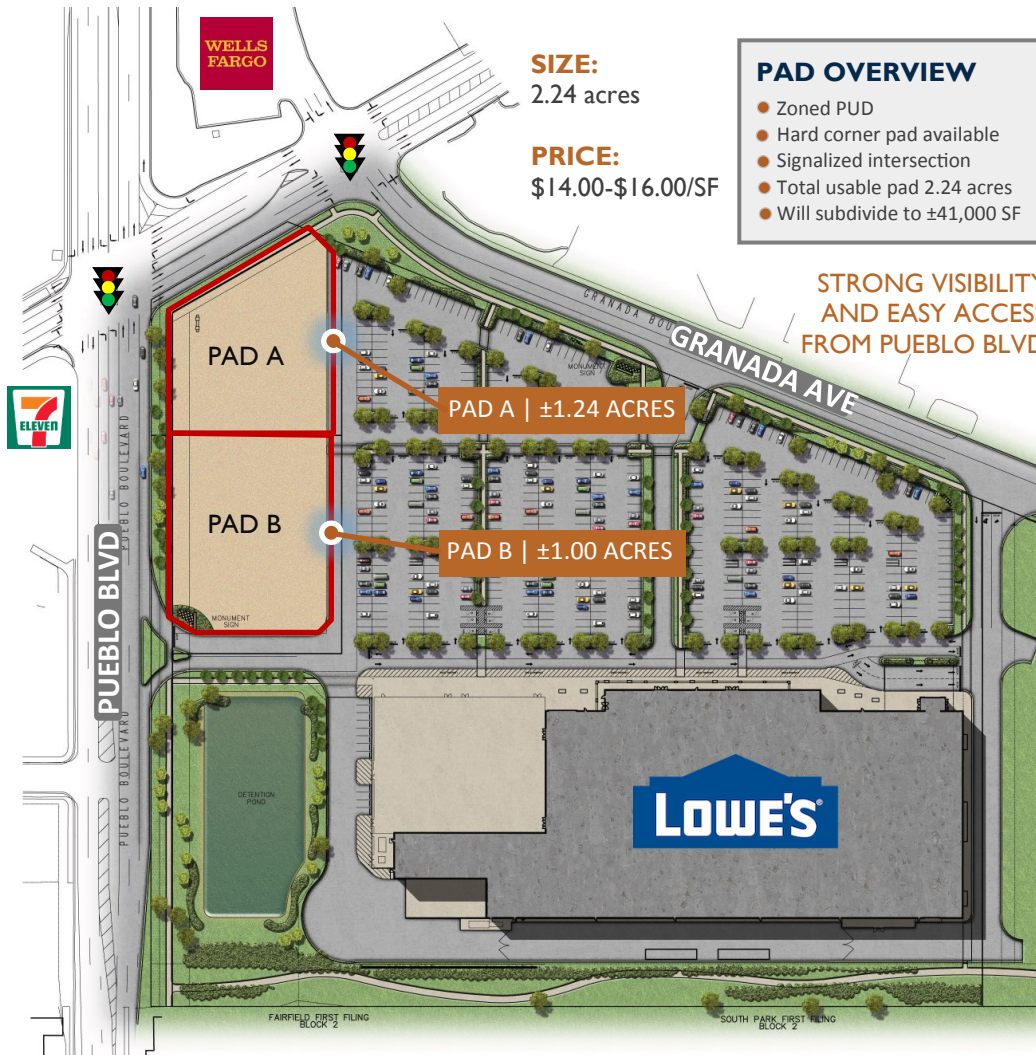 WELLS
FARGO
SIZE:
2.24 acres
PRICE:
$14.00-$16.00/SF
PAD OVERVIEW
Zoned PUD
Hard corner pad available
Signalized intersection
Total usable pad 2.24 acres
Will subdivide to ±41,000 SF
STRONG VISIBILITY
AND EASY ACCESS
FROM PUEBLO BLVD
GRANADA BOU
GRANADA AVE
MONUMENT
SIGN
PAD A
PAD A | ±1.24 ACRES
7
ELEVEN
PUEBLO BOULEVARD
PAD B
PAD B | ±1.00 ACRES
PUEBLO BLVD
MONUMENT
SIGN
PUEBLO BOULEVARD
DETENTION
POND
LOWE'S
FAIRFIELD FIRST FILING
BLOCK 2
SOUTH PARK FIRST FILING
BLOCK 2